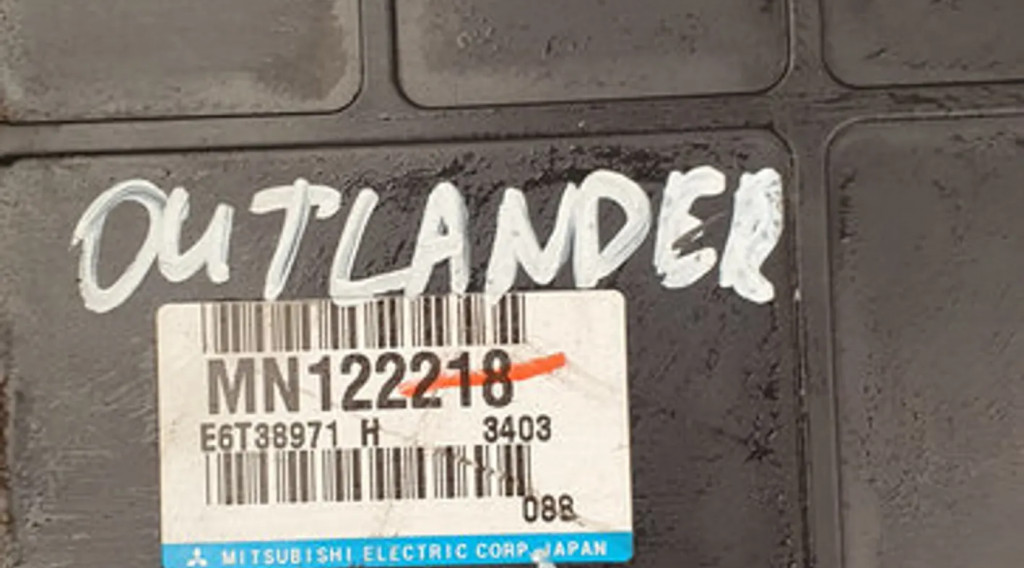 OUTLANDER
MN122218
E6T38971 H 3403
088
MITSUBISHI ELECTRIC CORP. JAPAN